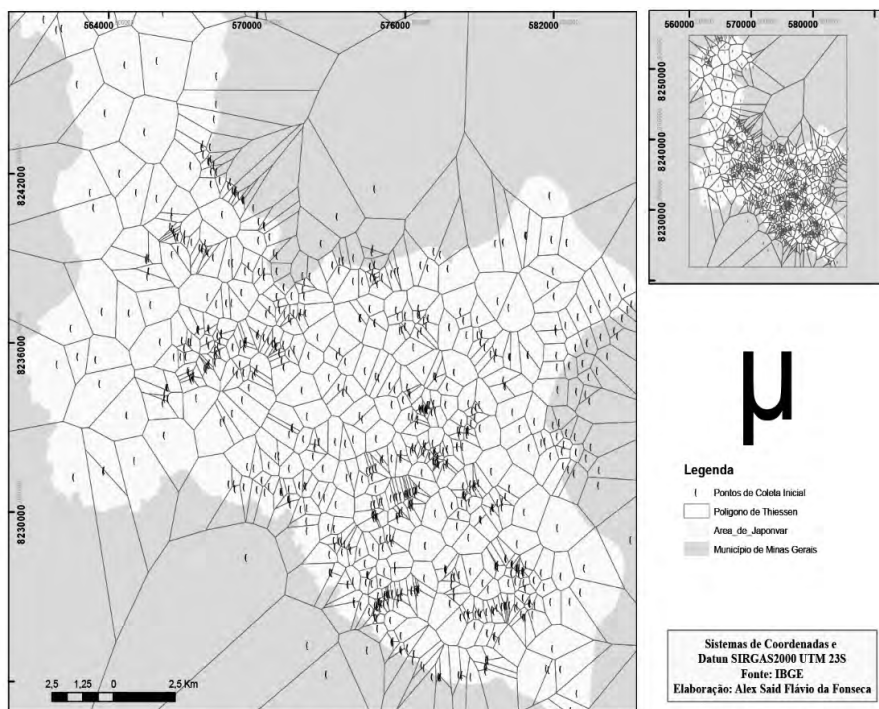 564000 570000 576000 582000
8242000
8236000
8230000
2,5 1,25 0 2,5 Km
560000 570000 580000
8250000
8240000
8230000
µ
Legenda
Pontos de Coleta Inicial
Polígono de Thiessen
Area_de_Japonvar
Município de Minas Gerais
Sistemas de Coordenadas e
Datun SIRGAS2000 UTM 23S
Fonte: IBGE
Elaboração: Alex Said Flávio da Fonseca